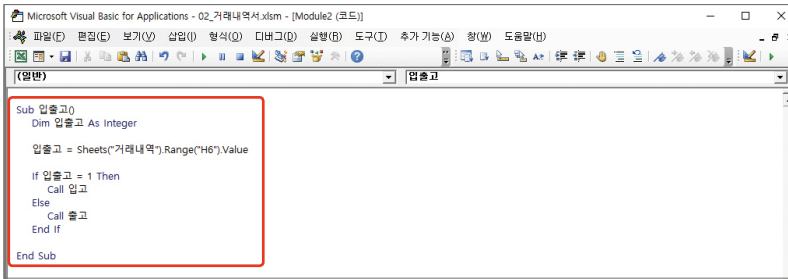 Microsoft Visual Basic for Applications - 02_거래내역서.xlsm - [Module2 (코드)]
파일(F) 편집(E) 보기(V) 삽입(I) 형식(O) 디버그(D) 실행(R) 도구(T) 추가 기능(A) 창(W) 도움말(H)
(일반) 입출고
Sub 입출고()
Dim 입출고 As Integer
입출고 = Sheets("거래내역").Range("H6").Value
If 입출고 = 1 Then
Call 입고
Else
Call 출고
End If
End Sub